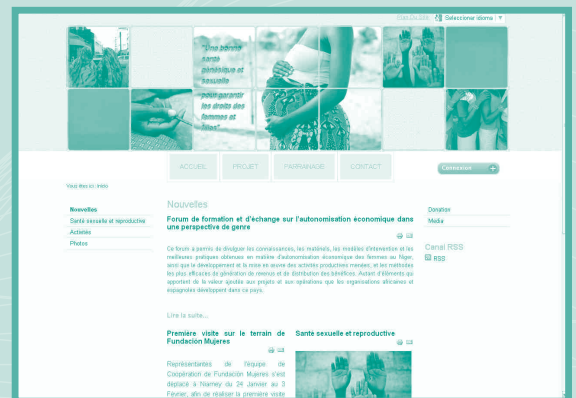 Plan Du Site
Seleccionar idioma ▼
"Une bonne
santé
génésique et
sexuelle
pour garantir
les droits des
femmes et
filles"
ACCUEIL
PROJET
PARRAINAGE
CONTACT
Connexion
Vous êtes ici: Inicio
Nouvelles
Santé sexuelle et reproductive
Activités
Photos
Nouvelles
Forum de formation et d'échange sur l'autonomisation économique dans
une perspective de genre
Ce forum a permis de divulguer les connaissances, les matériels, les modèles d'intervention et les
meilleures pratiques obtenues en matière d'autonomisation économique des femmes au Niger,
ainsi que le développement et la mise en œuvre des activités productives menées, et les méthodes
les plus efficaces de génération de revenus et de distribution des bénéfices. Autant d'éléments qui
apportent de la valeur ajoutée aux projets et aux opérations que les organisations africaines et
espagnoles développent dans ce pays.
Lire la suite...
Première visite sur le terrain de
Fundación Mujeres
Représentantes de l'équipe de
Coopération de Fundación Mujeres s'est
déplacé à Niamey du 24 Janvier au 3
Février, afin de réaliser la première visite
Santé sexuelle et reproductive
Donation
Media
Canal RSS
RSS